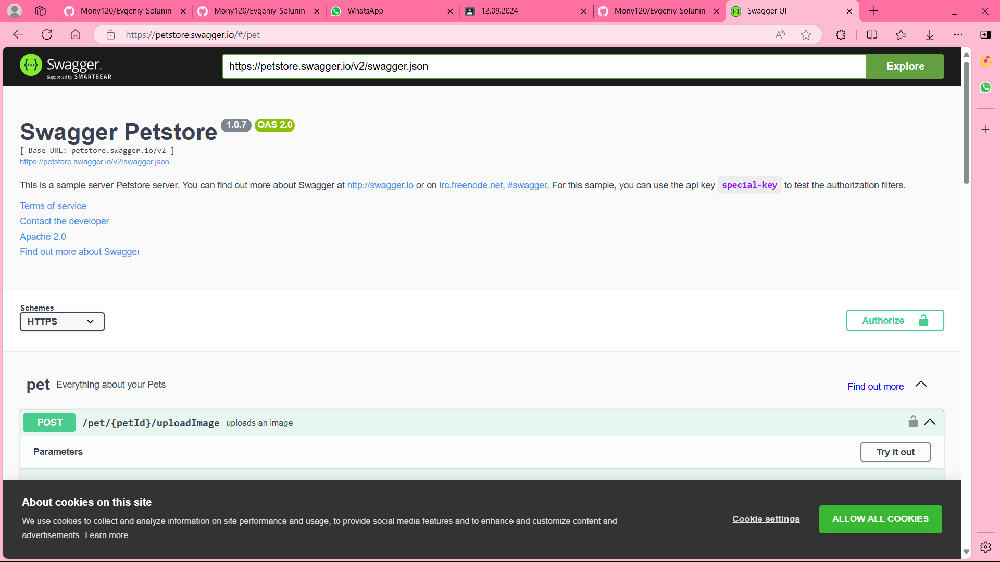 Mony120/Evgeniy-Solunin
Mony120/Evgeniy-Solunin
WhatsApp
12.09.2024
Mony120/Evgeniy-Solunin
Swagger UI
https://petstore.swagger.io/#/pet
Swagger
Supported by SMARTBEAR
https://petstore.swagger.io/v2/swagger.json
Explore
Swagger Petstore 1.0.7 OAS 2.0
[ Base URL: petstore.swagger.io/v2 ]
https://petstore.swagger.io/v2/swagger.json
This is a sample server Petstore server. You can find out more about Swagger at http://swagger.io or on irc.freenode.net, #swagger. For this sample, you can use the api key special-key to test the authorization filters.
Terms of service
Contact the developer
Apache 2.0
Find out more about Swagger
Schemes
HTTPS
Authorize
pet Everything about your Pets
Find out more
POST /pet/{petId}/uploadImage uploads an image
Parameters
Try it out
About cookies on this site
We use cookies to collect and analyze information on site performance and usage, to provide social media features and to enhance and customize content and
advertisements. Learn more
Cookie settings
ALLOW ALL COOKIES